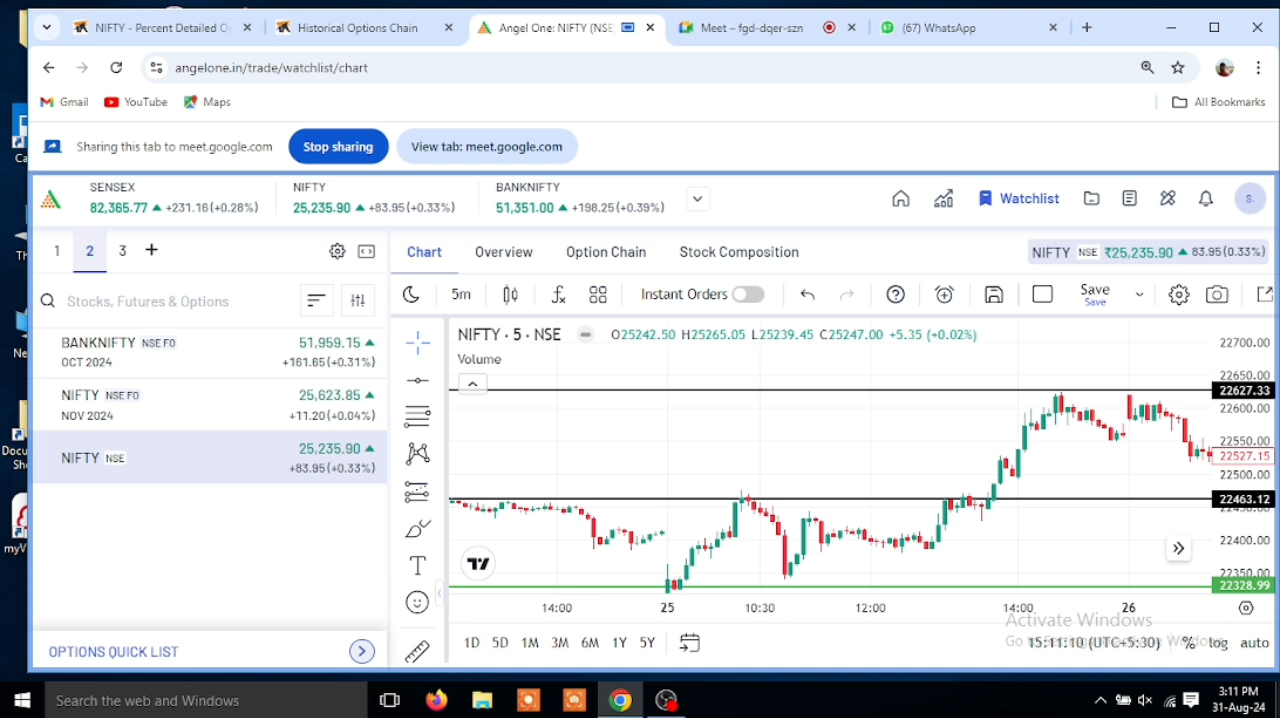 NIFTY - Percent Detailed O
Historical Options Chain
Angel One: NIFTY (NSE
Meet – fgd-dqer-szn
(67) WhatsApp
angelone.in/trade/watchlist/chart
Gmail YouTube Maps All Bookmarks
Sharing this tab to meet.google.com Stop sharing View tab: meet.google.com
SENSEX NIFTY BANKNIFTY
82,365.77 +231.16(+0.28%) 25,235.90 +83.95(+0.33%) 51,351.00 +198.25(+0.39%)
Watchlist S.
1 2 3 +
Chart Overview Option Chain Stock Composition NIFTY NSE ₹25,235.90 83.95(0.33%)
Stocks, Futures & Options
5m Instant Orders Save
Save
BANKNIFTY NSE FO 51,959.15
OCT 2024 +161.65(+0.31%)
NIFTY NSE FO 25,623.85
NOV 2024 +11.20(+0.04%)
NIFTY NSE 25,235.90
+83.95(+0.33%)
OPTIONS QUICK LIST
NIFTY · 5 · NSE O25242.50 H25265.05 L25239.45 C25247.00 +5.35 (+0.02%)
Volume
22700.00
22650.00
22627.33
22600.00
22550.00
22527.15
22500.00
22463.12
22450.00
22400.00
22350.00
22328.99
14:00 25 10:30 12:00 14:00 26
Activate Windows
1D 5D 1M 3M 6M 1Y 5Y 15:11:10 (UTC+5:30) % log auto
Search the web and Windows
3:11 PM
31-Aug-24